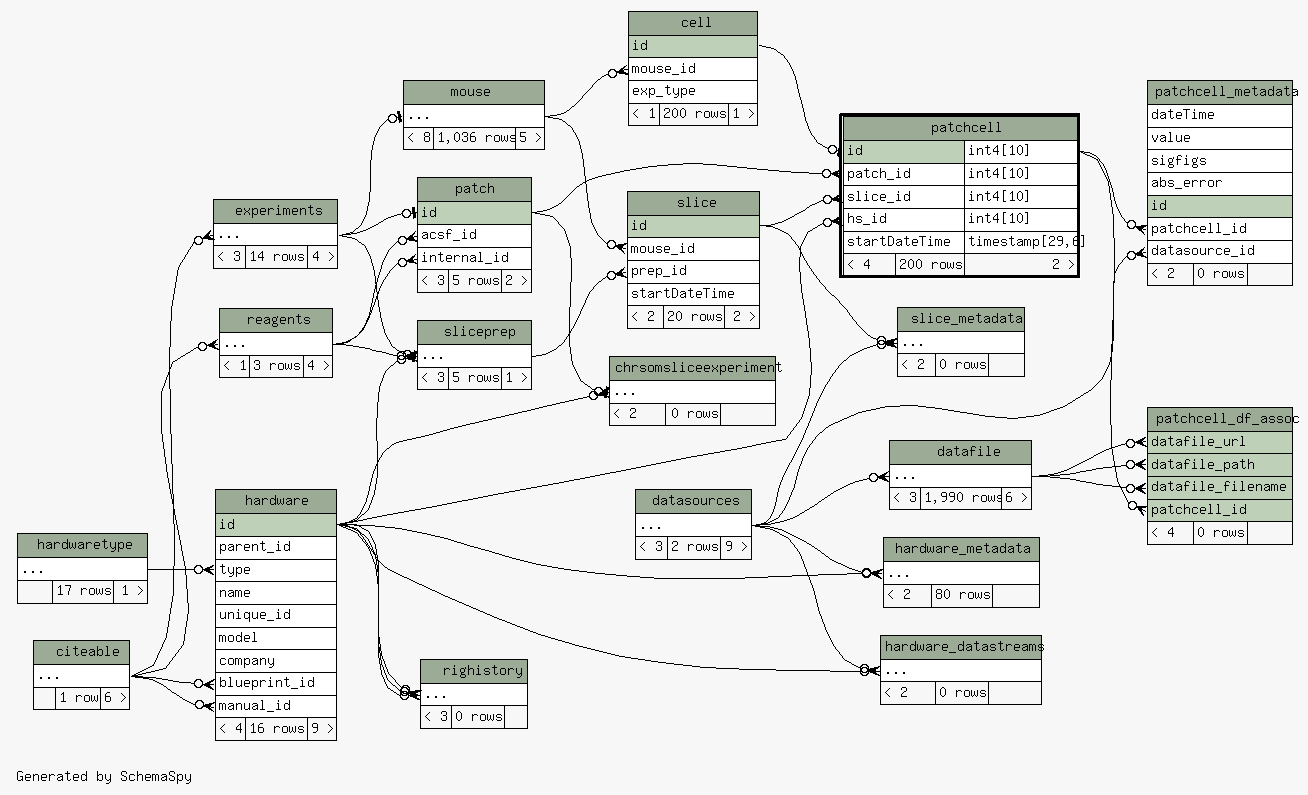 cell
id
mouse_id
exp_type
< 1 200 rows 1 >
mouse
...
< 8 1,036 rows 5 >
patchcell
id int4[10]
patch_id int4[10]
slice_id int4[10]
hs_id int4[10]
startDateTime timestamp[29,6]
< 4 200 rows 2 >
patchcell_metadata
dateTime
value
sigfigs
abs_error
id
patchcell_id
datasource_id
< 2 0 rows
patch
id
acsf_id
internal_id
< 3 5 rows 2 >
slice
id
mouse_id
prep_id
startDateTime
< 2 20 rows 2 >
experiments
...
< 3 14 rows 4 >
reagents
...
< 1 3 rows 4 >
sliceprep
...
< 3 5 rows 1 >
slice_metadata
...
< 2 0 rows
chrsomsliceexperiment
...
< 2 0 rows
patchcell_df_assoc
datafile_url
datafile_path
datafile_filename
patchcell_id
< 4 0 rows
datafile
...
< 3 1,990 rows 6 >
hardware
id
parent_id
type
name
unique_id
model
company
blueprint_id
manual_id
< 4 16 rows 9 >
datasources
...
< 3 2 rows 9 >
hardwaretype
...
17 rows 1 >
hardware_metadata
...
< 2 80 rows
citeable
...
1 row 6 >
hardware_datastreams
...
< 2 0 rows
righistory
...
< 3 0 rows
Generated by SchemaSpy